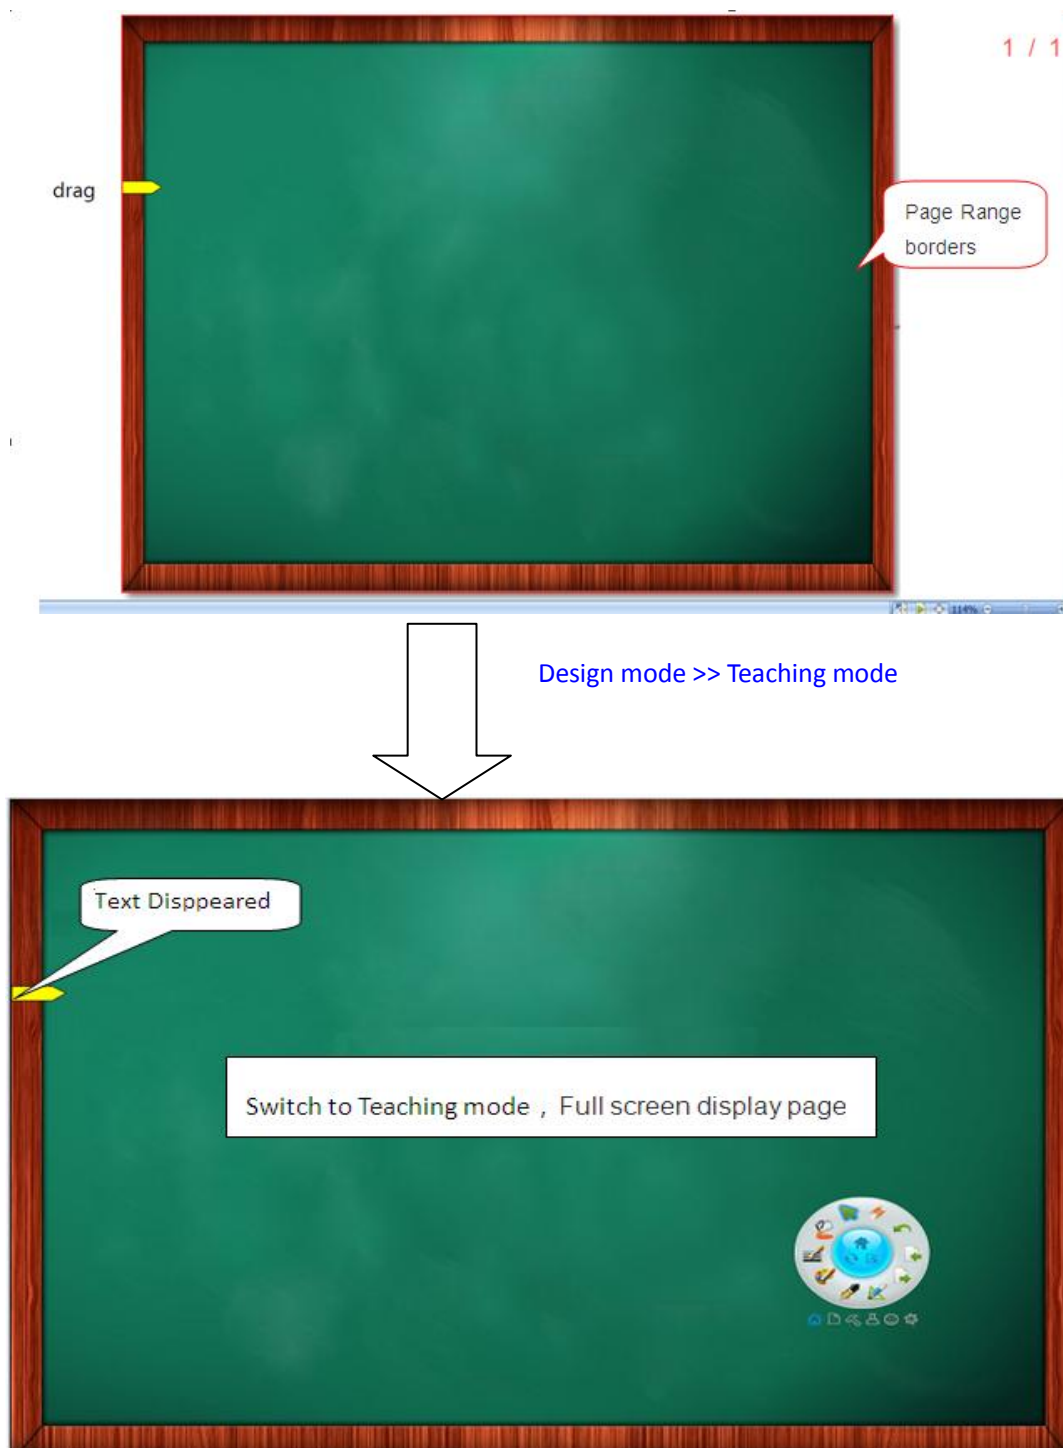 1 / 1
drag
Page Range
borders
114%
Design mode >> Teaching mode
Text Disppeared
Switch to Teaching mode , Full screen display page